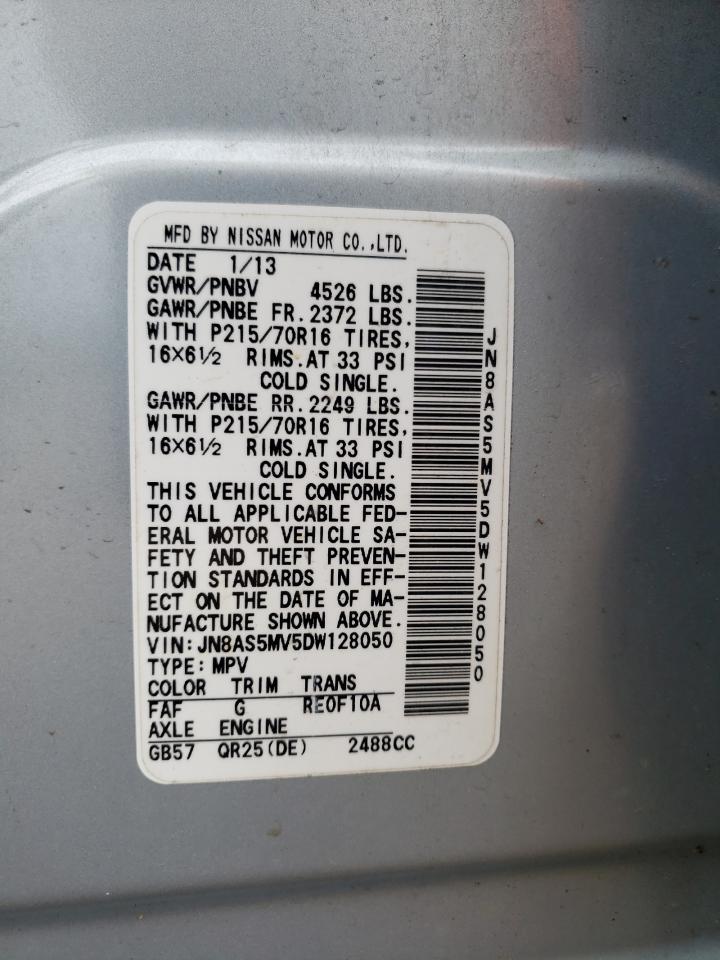 MFD BY NISSAN MOTOR CO.,LTD.
DATE 1/13
GVWR/PNBV 4526 LBS.
GAWR/PNBE FR.2372 LBS.
WITH P215/70R16 TIRES,
16×6½ RIMS.AT 33 PSI
COLD SINGLE.
GAWR/PNBE RR.2249 LBS.
WITH P215/70R16 TIRES,
16×6½ RIMS.AT 33 PSI
COLD SINGLE.
THIS VEHICLE CONFORMS
TO ALL APPLICABLE FED-
ERAL MOTOR VEHICLE SA-
FETY AND THEFT PREVEN-
TION STANDARDS IN EFF-
ECT ON THE DATE OF MA-
NUFACTURE SHOWN ABOVE.
VIN:JN8AS5MV5DW128050
TYPE:MPV
COLOR TRIM TRANS
FAF G RE0F10A
AXLE ENGINE
GB57 QR25(DE) 2488CC
JN8AS5MV5DW128050